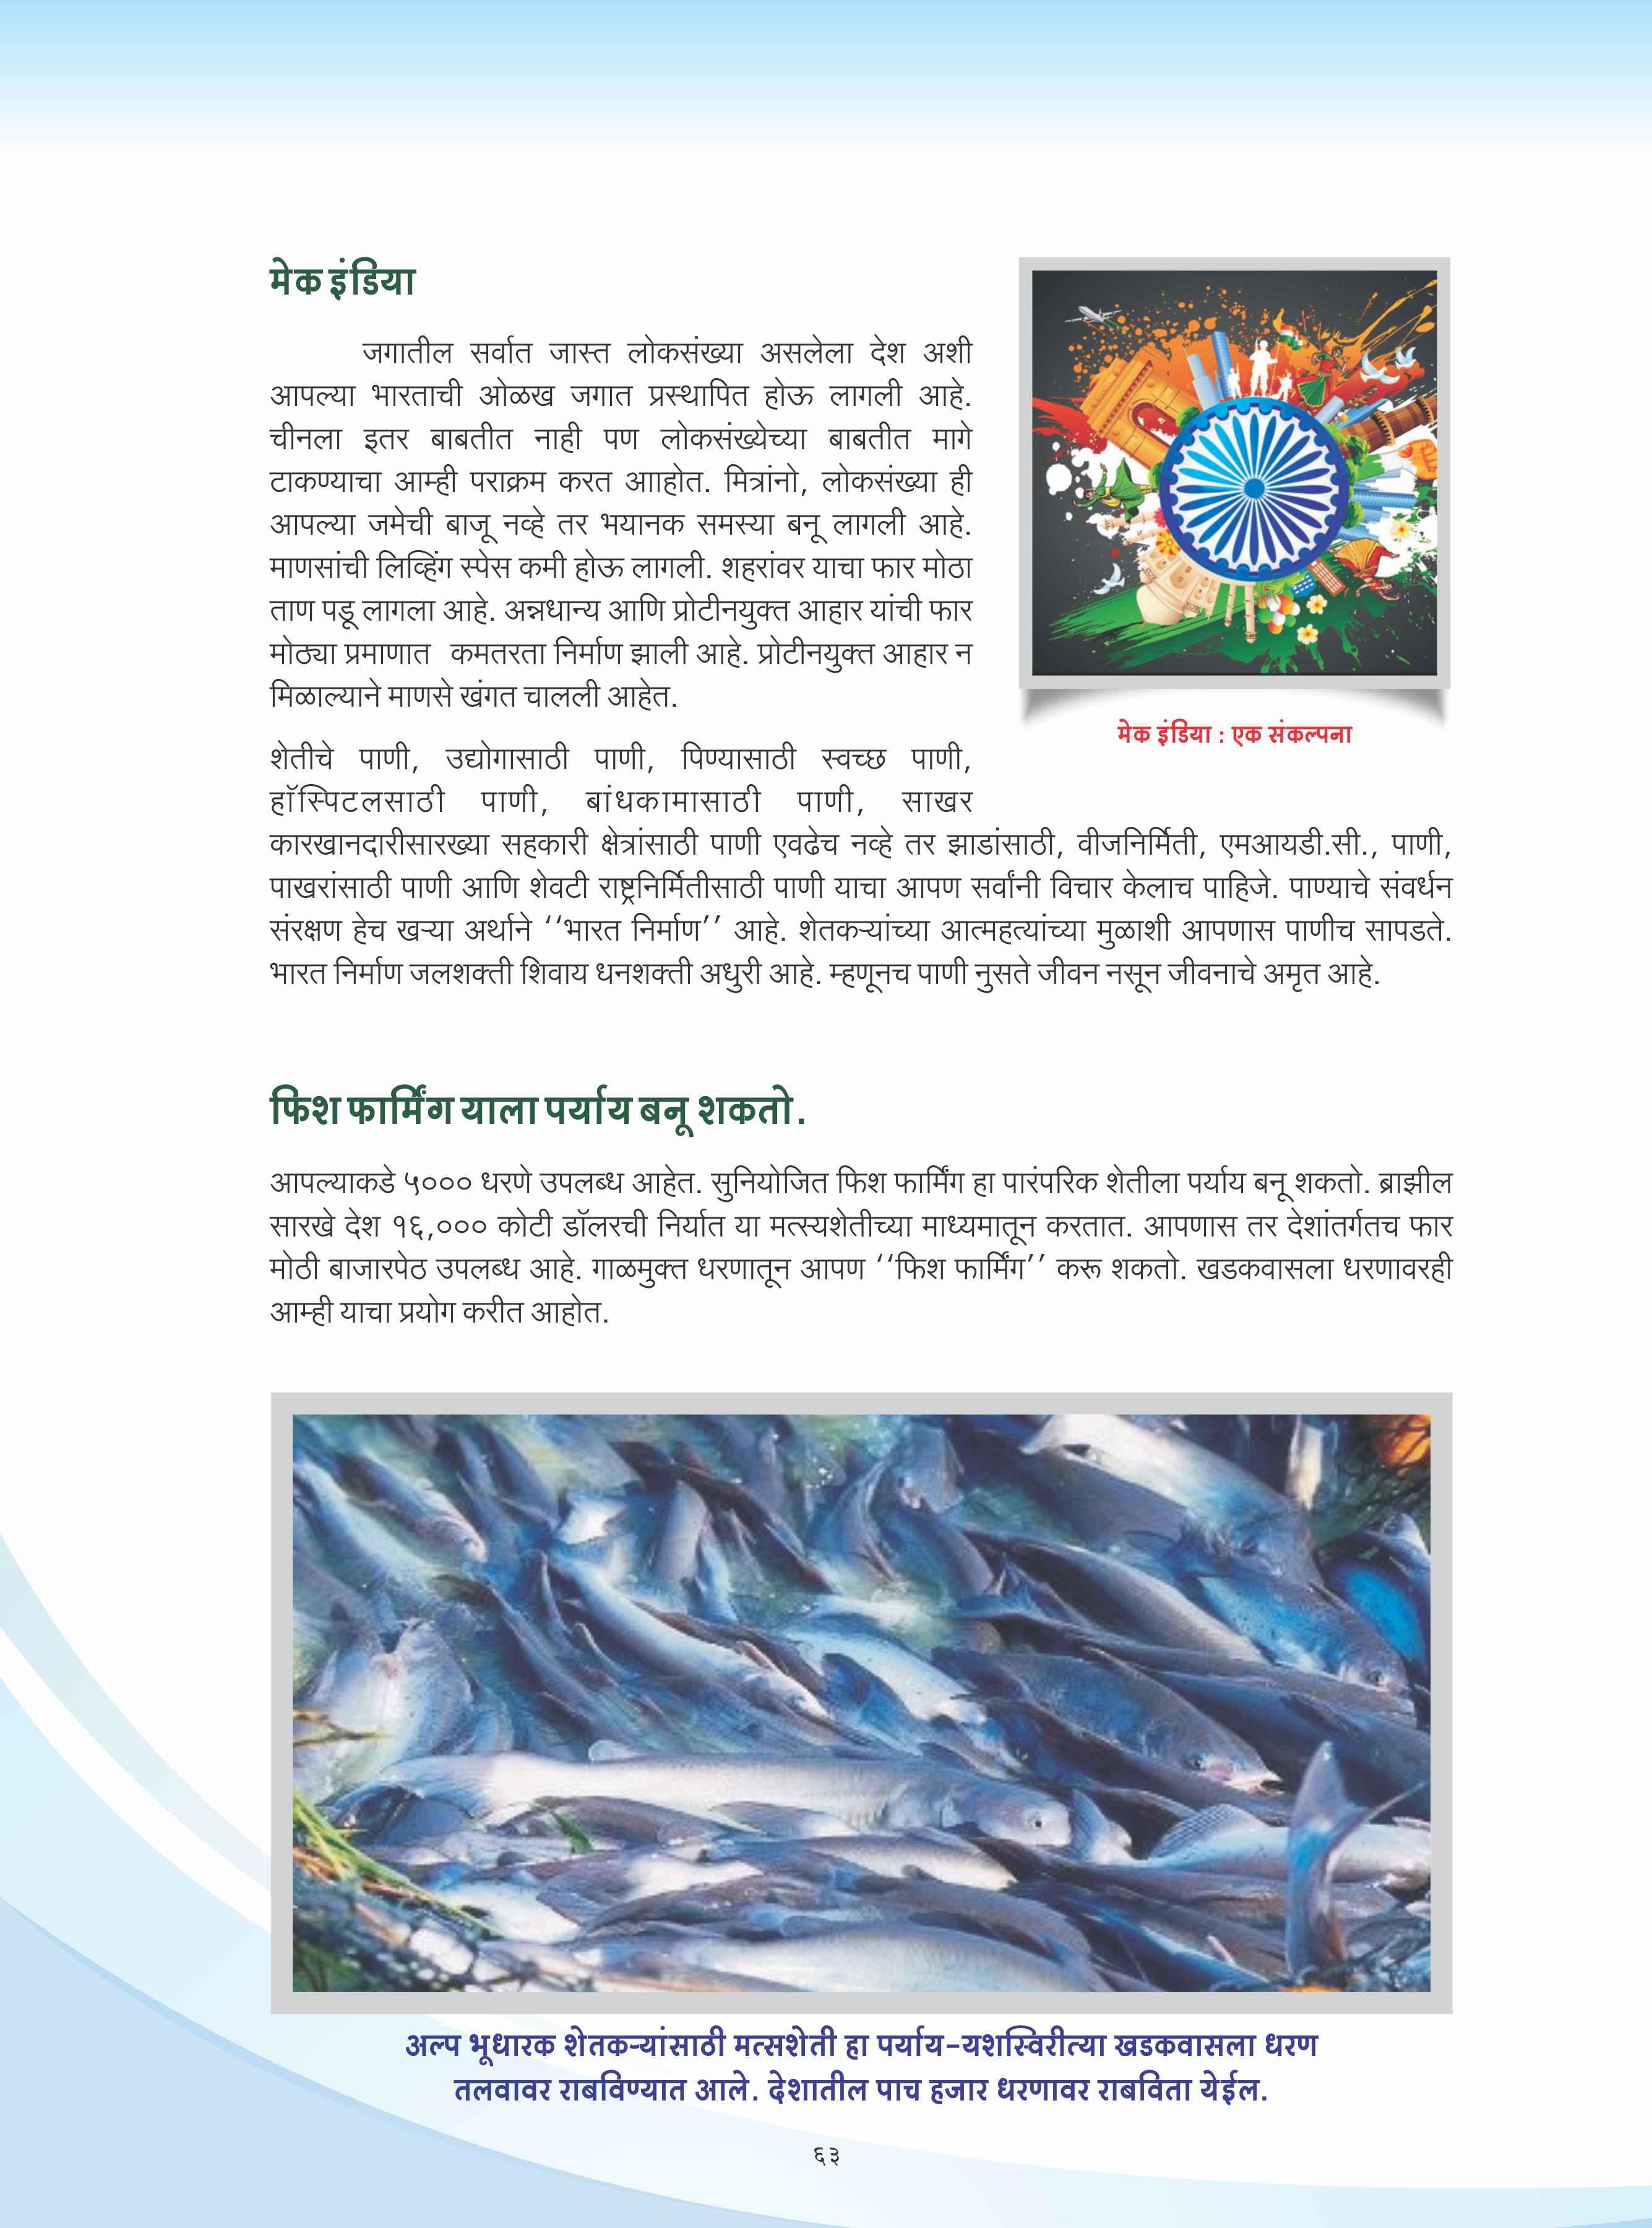 मेक इंडिया
जगातील सर्वात जास्त लोकसंख्या असलेला देश अशी
आपल्या भारताची ओळख जगात प्रस्थापित होऊ लागली आहे.
चीनला इतर बाबतीत नाही पण लोकसंख्येच्या बाबतीत मागे
टाकण्याचा आम्ही पराक्रम करत आाहोत. मित्रांनो, लोकसंख्या ही
आपल्या जमेची बाजू नव्हे तर भयानक समस्या बनू लागली आहे.
माणसांची लिव्हिंग स्पेस कमी होऊ लागली. शहरांवर याचा फार मोठा
ताण पडू लागला आहे. अन्नधान्य आणि प्रोटीनयुक्त आहार यांची फार
मोठ्या प्रमाणात कमतरता निर्माण झाली आहे. प्रोटीनयुक्त आहार न
मिळाल्याने माणसे खंगत चालली आहेत.
मेक इंडिया : एक संकल्पना
शेतीचे पाणी, उद्योगासाठी पाणी, पिण्यासाठी स्वच्छ पाणी,
हॉस्पिटलसाठी पाणी, बांधकामासाठी पाणी, साखर
कारखानदारीसारख्या सहकारी क्षेत्रांसाठी पाणी एवढेच नव्हे तर झाडांसाठी, वीजनिर्मिती, एमआयडी.सी., पाणी,
पाखरांसाठी पाणी आणि शेवटी राष्ट्रनिर्मितीसाठी पाणी याचा आपण सर्वांनी विचार केलाच पाहिजे. पाण्याचे संवर्धन
संरक्षण हेच खऱ्या अर्थाने ‘‘भारत निर्माण’’ आहे. शेतकऱ्यांच्या आत्महत्यांच्या मुळाशी आपणास पाणीच सापडते.
भारत निर्माण जलशक्ती शिवाय धनशक्ती अधुरी आहे. म्हणूनच पाणी नुसते जीवन नसून जीवनाचे अमृत आहे.
फिश फार्मिंग याला पर्याय बनू शकतो.
आपल्याकडे ५००० धरणे उपलब्ध आहेत. सुनियोजित फिश फार्मिंग हा पारंपरिक शेतीला पर्याय बनू शकतो. ब्राझील
सारखे देश १६,००० कोटी डॉलरची निर्यात या मत्स्यशेतीच्या माध्यमातून करतात. आपणास तर देशांतर्गतच फार
मोठी बाजारपेठ उपलब्ध आहे. गाळमुक्त धरणातून आपण ‘‘फिश फार्मिंग’’ करू शकतो. खडकवासला धरणावरही
आम्ही याचा प्रयोग करीत आहोत.
अल्प भूधारक शेतकऱ्यांसाठी मत्सशेती हा पर्याय-यशस्विरीत्या खडकवासला धरण
तलवावर राबविण्यात आले. देशातील पाच हजार धरणावर राबविता येईल.
६३